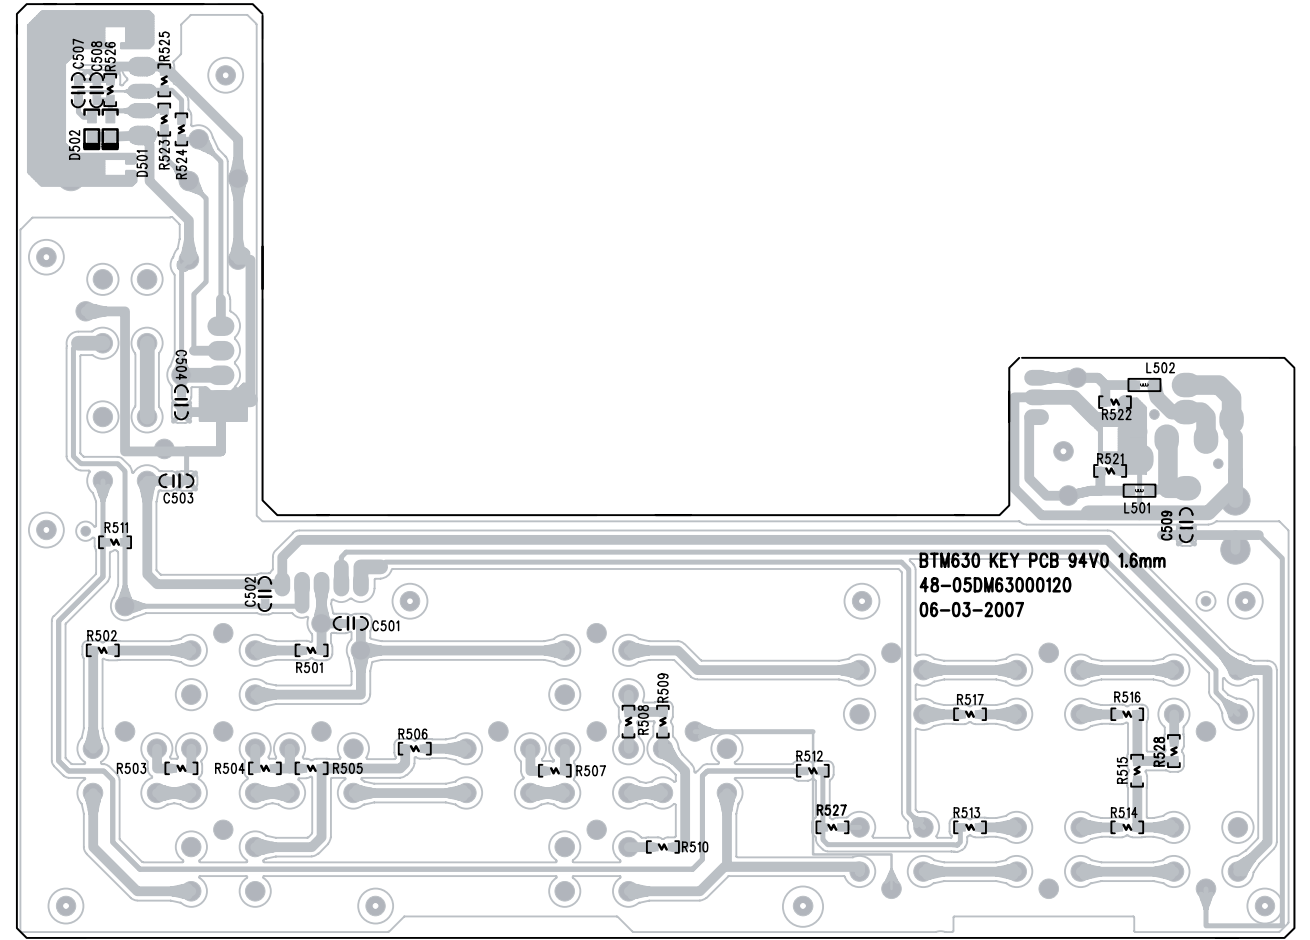 C507
C508
R526
R525
D502
D501
R523
R524
C504
L502
R522
R521
L501
C503
C509
R511
BTM630 KEY PCB 94V0 1.6mm
48-05DM63000120
06-03-2007
C502
C501
R502
R501
R508
R509
R517
R516
R506
R528
R503
R504
R505
R507
R512
R515
R527
R513
R514
R510